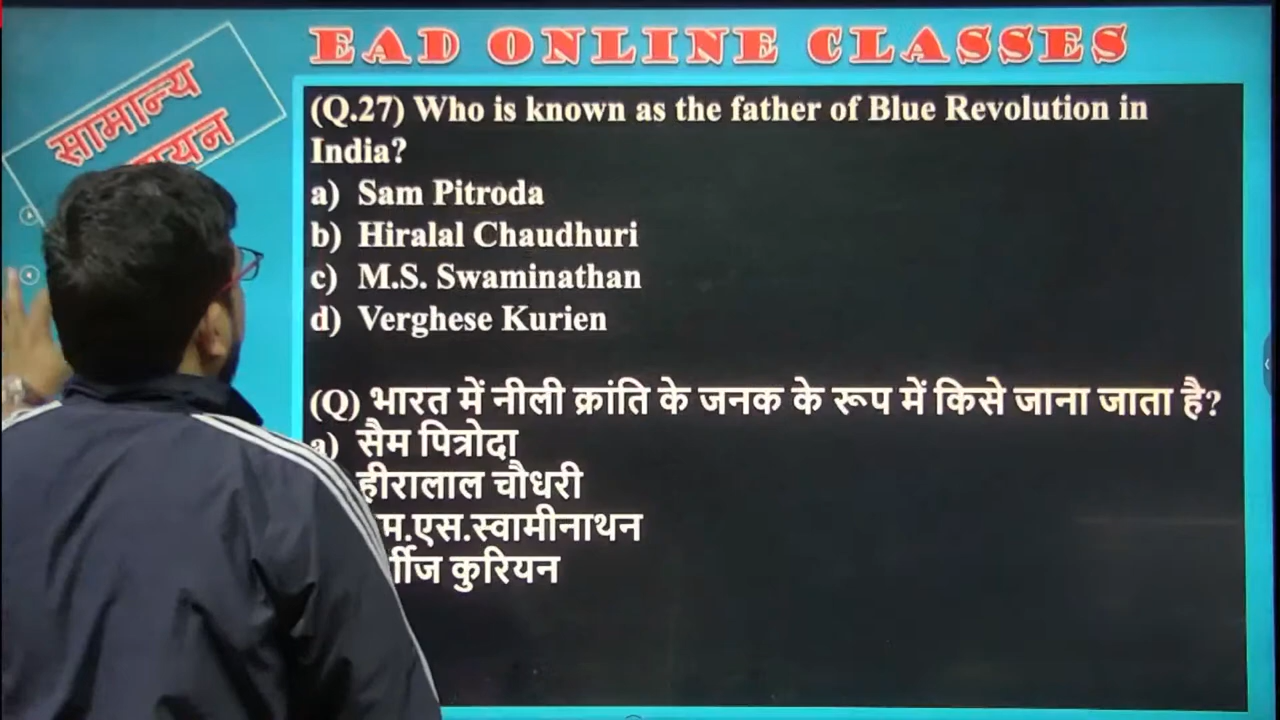 EAD ONLINE CLASSES
सामान्य
(Q.27) Who is known as the father of Blue Revolution in
India?
a) Sam Pitroda
b) Hiralal Chaudhuri
c) M.S. Swaminathan
d) Verghese Kurien
(Q) भारत में नीली क्रांति के जनक के रूप में किसे जाना जाता है?
a) सैम पित्रोदा
हीरालाल चौधरी
म.एस.स्वामीनाथन
कुरियन